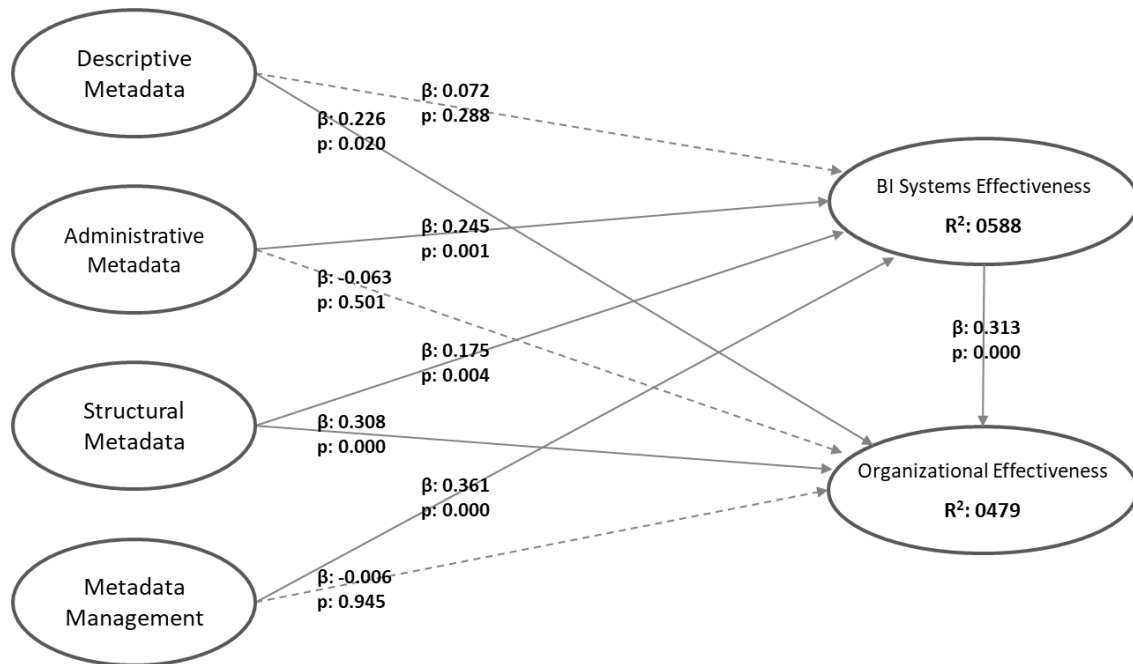 Descriptive
Metadata
β: 0.072
p: 0.288
β: 0.226
p: 0.020
BI Systems Effectiveness
R²: 0588
Administrative
Metadata
β: 0.245
p: 0.001
β: -0.063
p: 0.501
β: 0.313
p: 0.000
Structural
Metadata
β: 0.175
p: 0.004
β: 0.308
p: 0.000
Organizational Effectiveness
R²: 0479
β: 0.361
p: 0.000
Metadata
Management
β: -0.006
p: 0.945